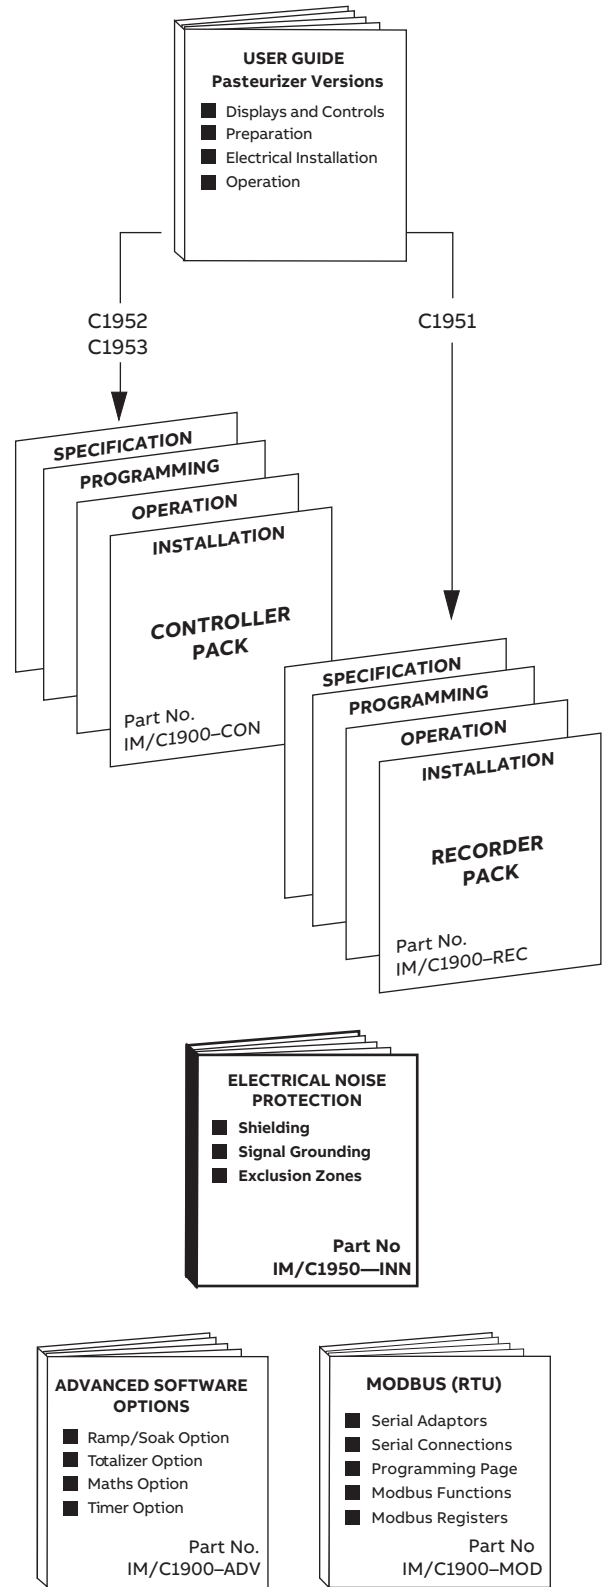 USER GUIDE
Pasteurizer Versions
Displays and Controls
Preparation
Electrical Installation
Operation
C1952
C1953
C1951
SPECIFICATION
PROGRAMMING
OPERATION
INSTALLATION
CONTROLLER
PACK
Part No.
IM/C1900–CON
SPECIFICATION
PROGRAMMING
OPERATION
INSTALLATION
RECORDER
PACK
Part No.
IM/C1900–REC
ELECTRICAL NOISE
PROTECTION
Shielding
Signal Grounding
Exclusion Zones
Part No
IM/C1950—INN
ADVANCED SOFTWARE
OPTIONS
Ramp/Soak Option
Totalizer Option
Maths Option
Timer Option
Part No.
IM/C1900–ADV
MODBUS (RTU)
Serial Adaptors
Serial Connections
Programming Page
Modbus Functions
Modbus Registers
Part No
IM/C1900–MOD